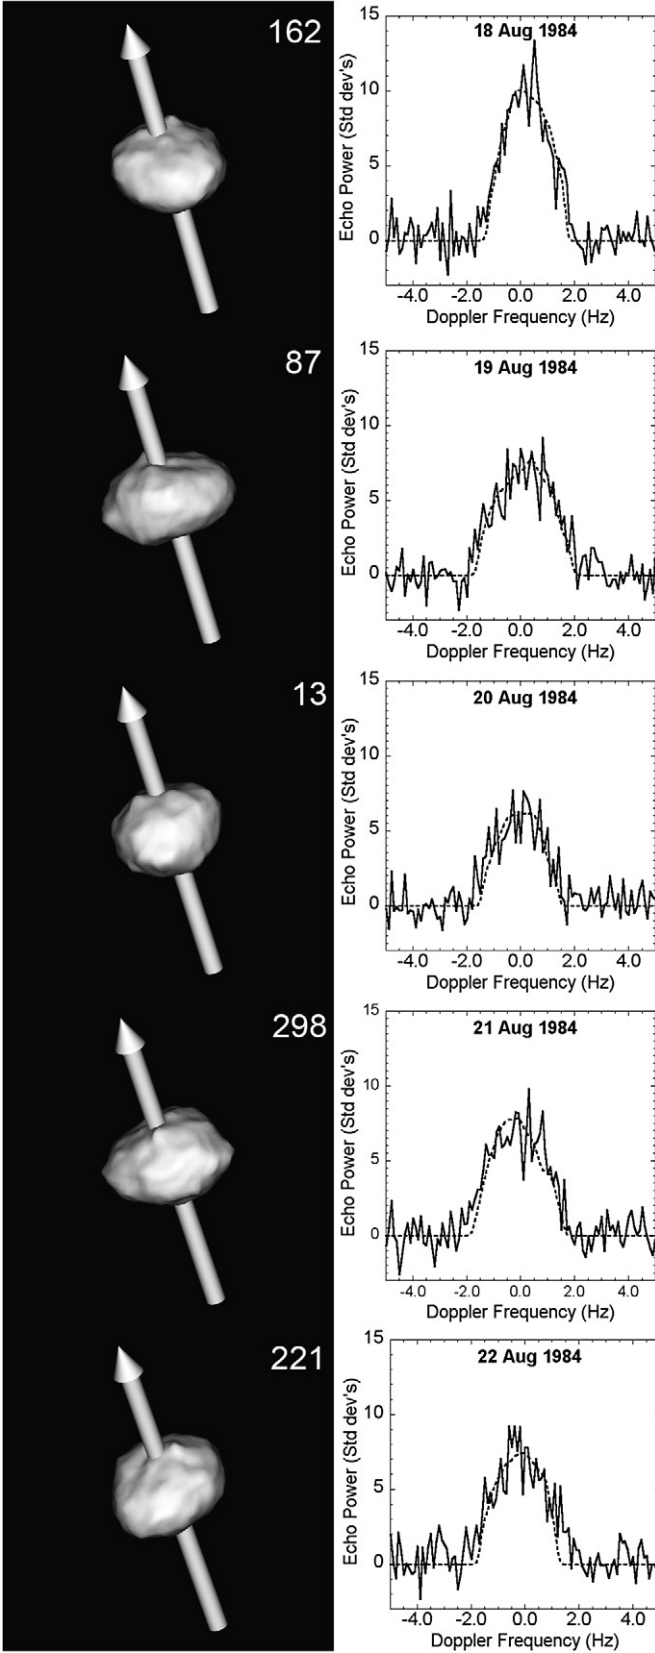 162
18 Aug 1984
15
10
5
0
Echo Power (Std dev's)
-4.0 -2.0 0.0 2.0 4.0
Doppler Frequency (Hz)
87
19 Aug 1984
15
10
5
0
Echo Power (Std dev's)
-4.0 -2.0 0.0 2.0 4.0
Doppler Frequency (Hz)
13
20 Aug 1984
15
10
5
0
Echo Power (Std dev's)
-4.0 -2.0 0.0 2.0 4.0
Doppler Frequency (Hz)
298
21 Aug 1984
15
10
5
0
Echo Power (Std dev's)
-4.0 -2.0 0.0 2.0 4.0
Doppler Frequency (Hz)
221
22 Aug 1984
15
10
5
0
Echo Power (Std dev's)
-4.0 -2.0 0.0 2.0 4.0
Doppler Frequency (Hz)